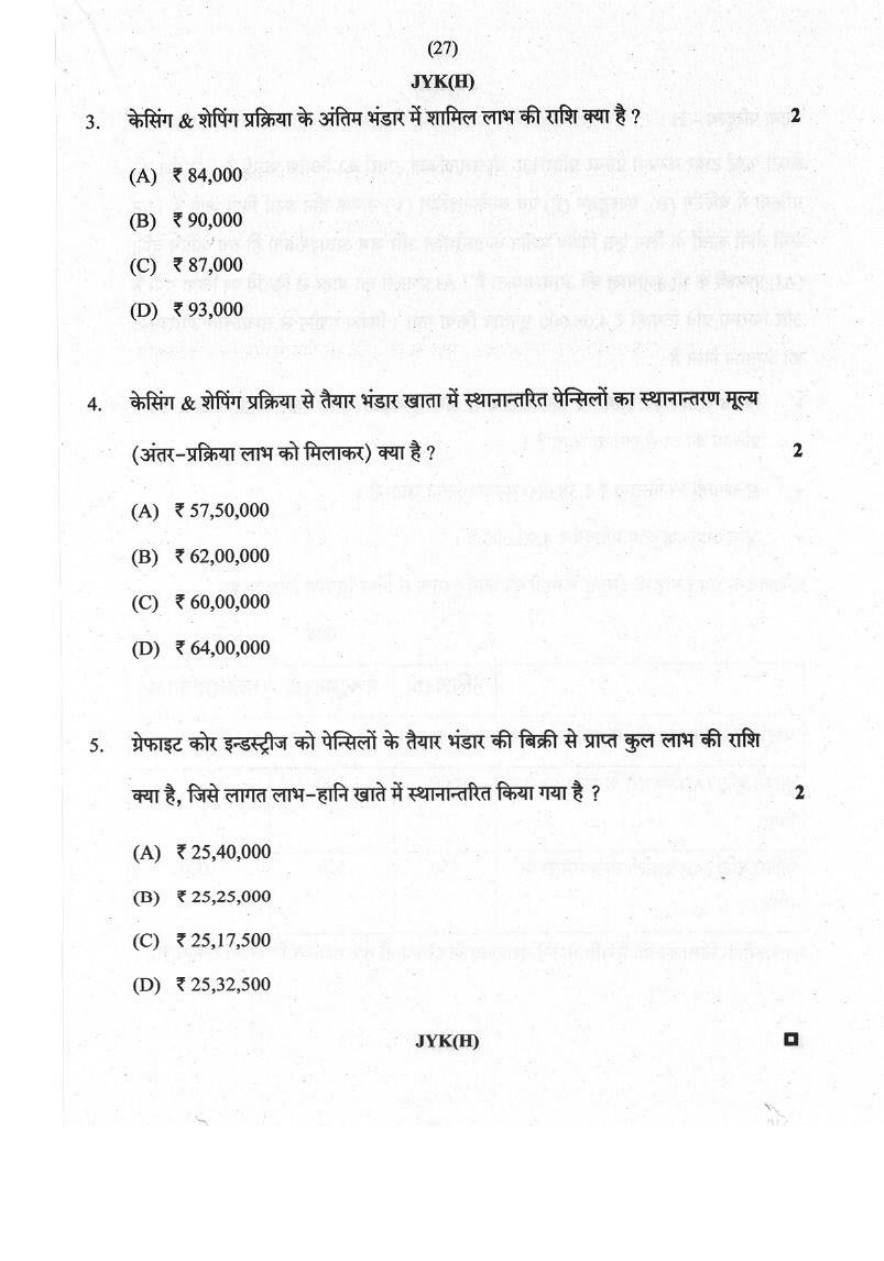 (27)
JYK(H)
3. केसिंग & शेपिंग प्रक्रिया के अंतिम भंडार में शामिल लाभ की राशि क्या है ? 2
(A) ₹ 84,000
(B) ₹ 90,000
(C) ₹ 87,000
(D) ₹ 93,000
4. केसिंग & शेपिंग प्रक्रिया से तैयार भंडार खाता में स्थानान्तरित पेन्सिलों का स्थानान्तरण मूल्य
(अंतर-प्रक्रिया लाभ को मिलाकर) क्या है ? 2
(A) ₹ 57,50,000
(B) ₹ 62,00,000
(C) ₹ 60,00,000
(D) ₹ 64,00,000
5. ग्रेफाइट कोर इन्डस्ट्रीज को पेन्सिलों के तैयार भंडार की बिक्री से प्राप्त कुल लाभ की राशि
क्या है, जिसे लागत लाभ-हानि खाते में स्थानान्तरित किया गया है ? 2
(A) ₹ 25,40,000
(B) ₹ 25,25,000
(C) ₹ 25,17,500
(D) ₹ 25,32,500
JYK(H)